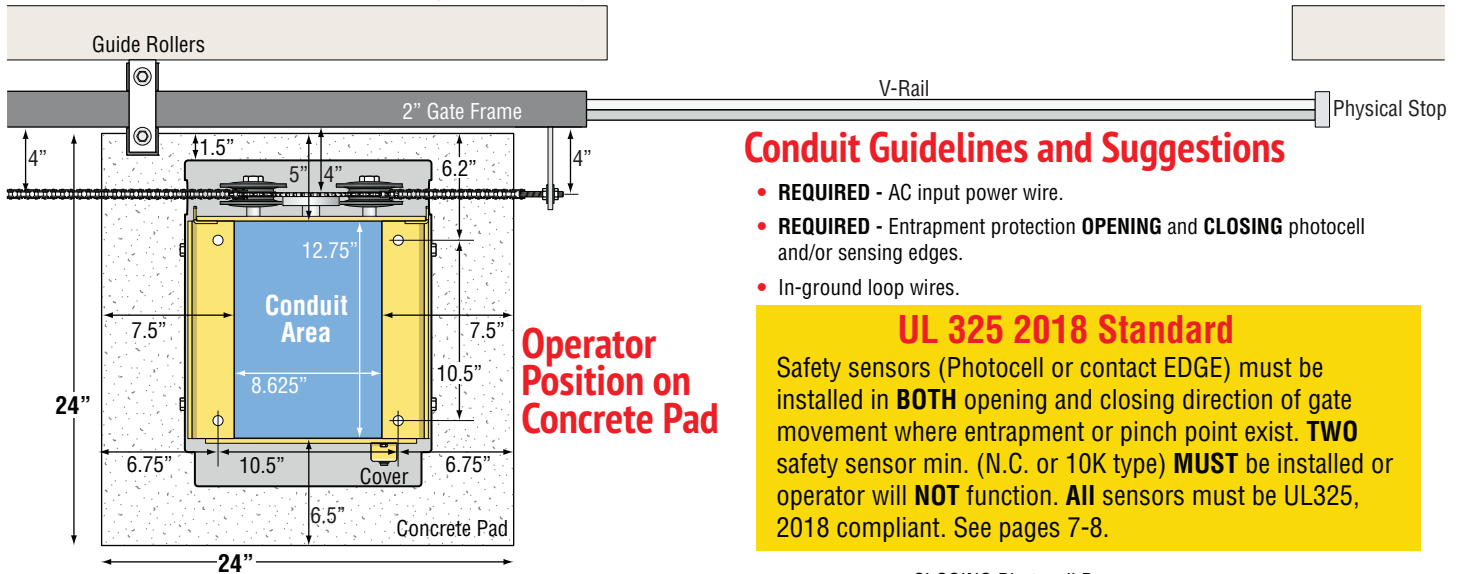 Guide Rollers
2” Gate Frame
V-Rail
Physical Stop
4”
1.5”
5”
4”
6.2”
4”
12.75”
Conduit
Area
7.5”
7.5”
8.625”
10.5”
24”
6.75”
10.5”
6.75”
Cover
6.5”
Concrete Pad
24”
Operator
Position on
Concrete Pad
Conduit Guidelines and Suggestions
• REQUIRED - AC input power wire.
• REQUIRED - Entrapment protection OPENING and CLOSING photocell
and/or sensing edges.
• In-ground loop wires.
UL 325 2018 Standard
Safety sensors (Photocell or contact EDGE) must be
installed in BOTH opening and closing direction of gate
movement where entrapment or pinch point exist. TWO
safety sensor min. (N.C. or 10K type) MUST be installed or
operator will NOT function. All sensors must be UL325,
2018 compliant. See pages 7-8.